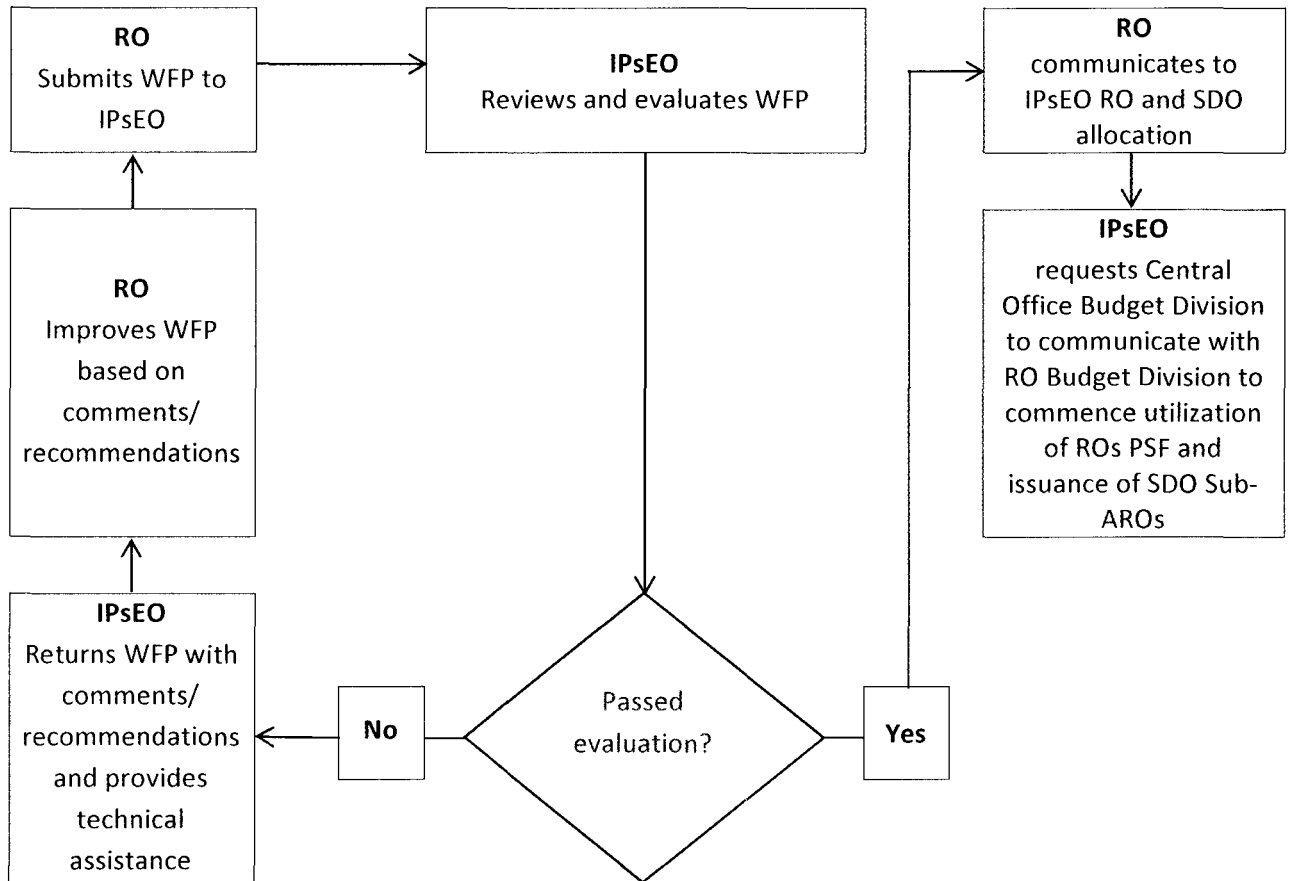 RO
Submits WFP to
IPsEO
IPsEO
Reviews and evaluates WFP
RO
communicates to
IPsEO RO and SDO
allocation
RO
Improves WFP
based on
comments/
recommendations
IPsEO
requests Central
Office Budget Division
to communicate with
RO Budget Division to
commence utilization
of ROs PSF and
issuance of SDO Sub-
AROs
IPsEO
Returns WFP with
comments/
recommendations
and provides
technical
assistance
No
Passed
evaluation?
Yes